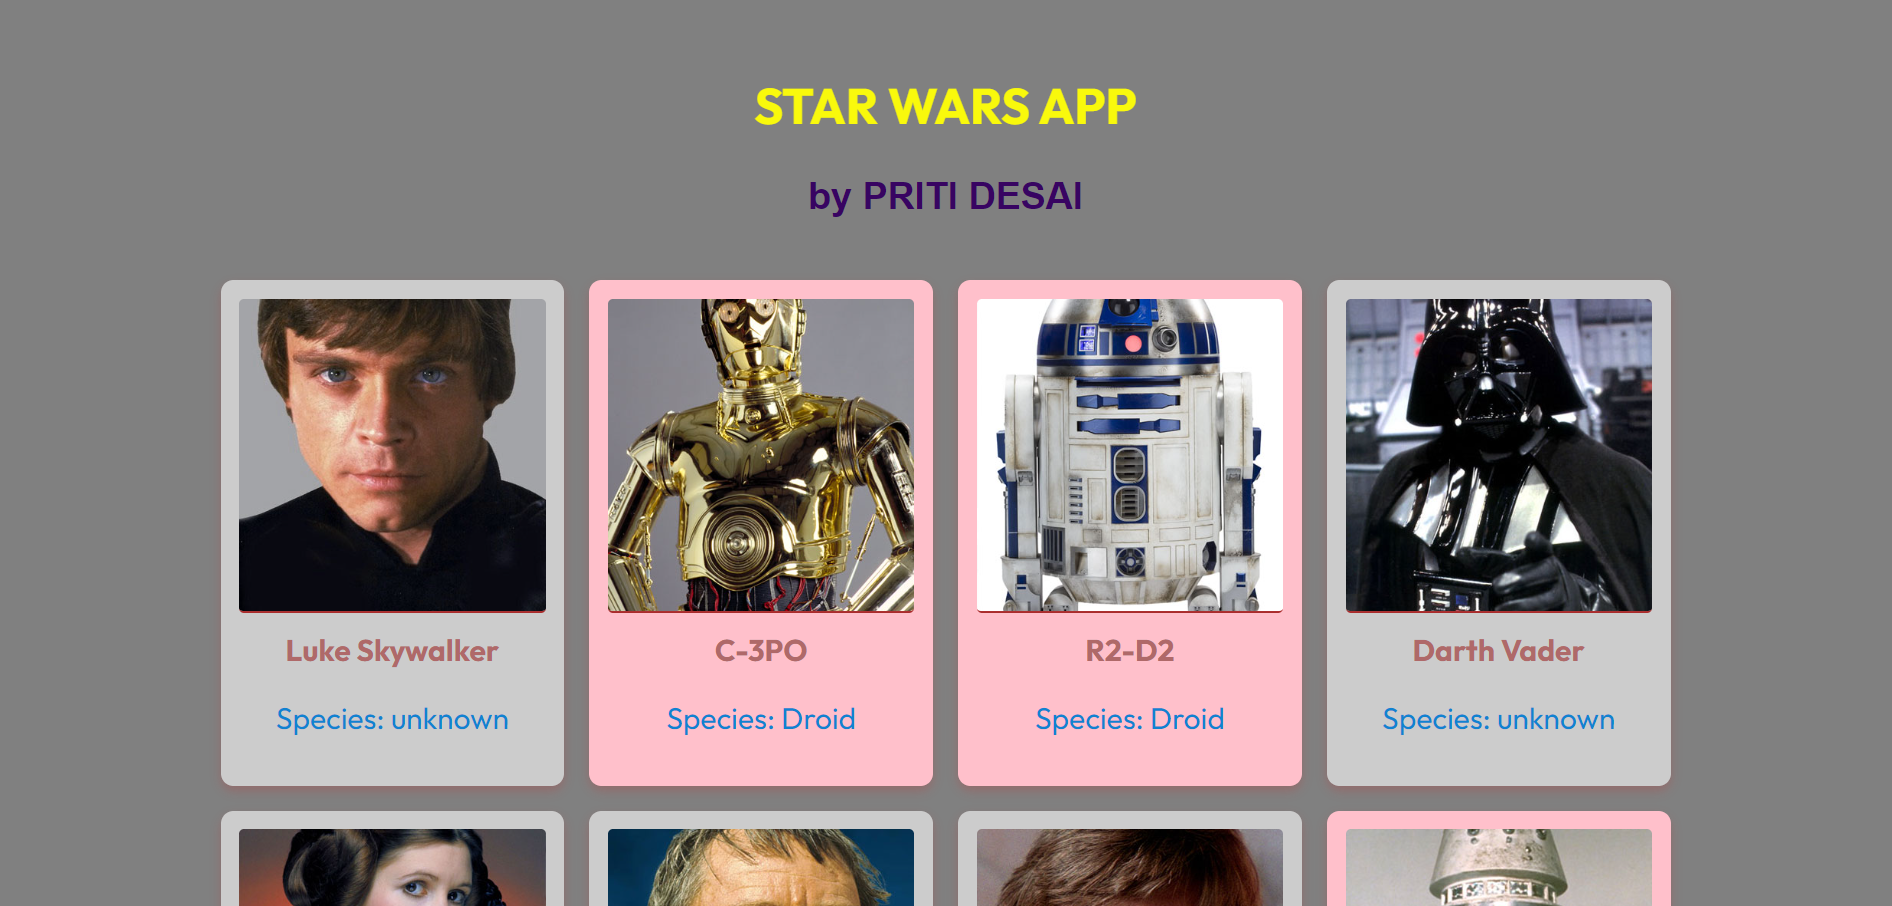 STAR WARS APP
by PRITI DESAI
Luke Skywalker
C-3PO
R2-D2
Darth Vader
Species: unknown
Species: Droid
Species: Droid
Species: unknown